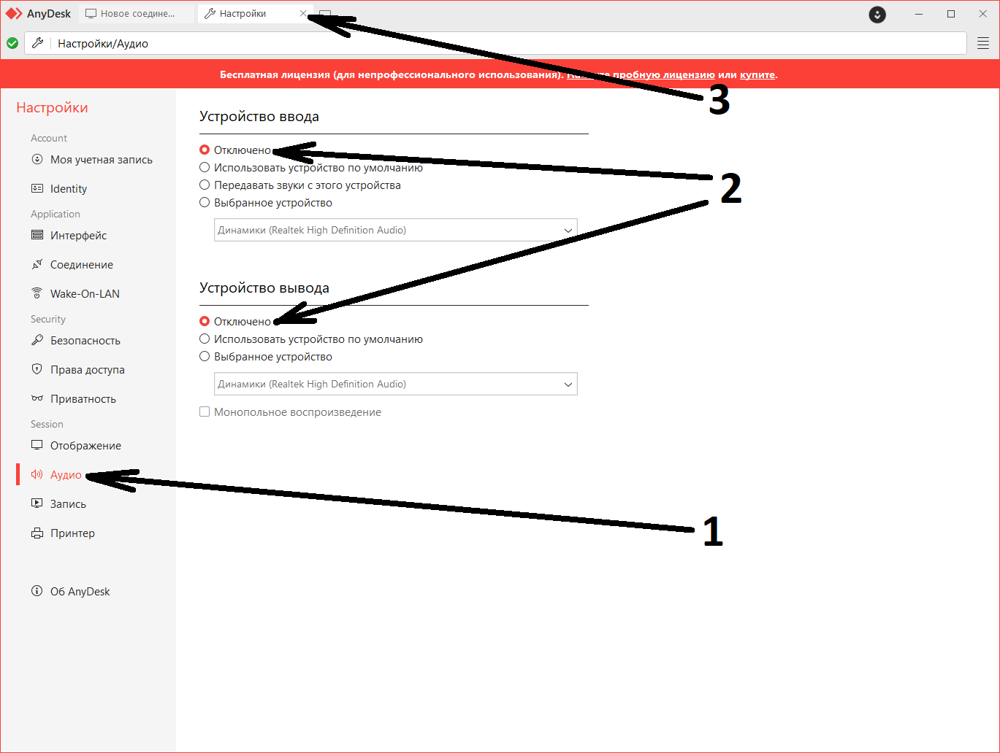 AnyDesk
Новое соедине...
Настройки
Настройки/Аудио
Бесплатная лицензия (для непрофессионального использования). пробную лицензию или купите.
3
Настройки
Account
Моя учетная запись
Identity
Application
Интерфейс
Соединение
Wake-On-LAN
Security
Безопасность
Права доступа
Приватность
Session
Отображение
Аудио
Запись
Принтер
Об AnyDesk
Устройство ввода
Отключено
Использовать устройство по умолчанию
Передавать звуки с этого устройства
Выбранное устройство
Динамики (Realtek High Definition Audio)
2
Устройство вывода
Отключено
Использовать устройство по умолчанию
Выбранное устройство
Динамики (Realtek High Definition Audio)
Монопольное воспроизведение
1